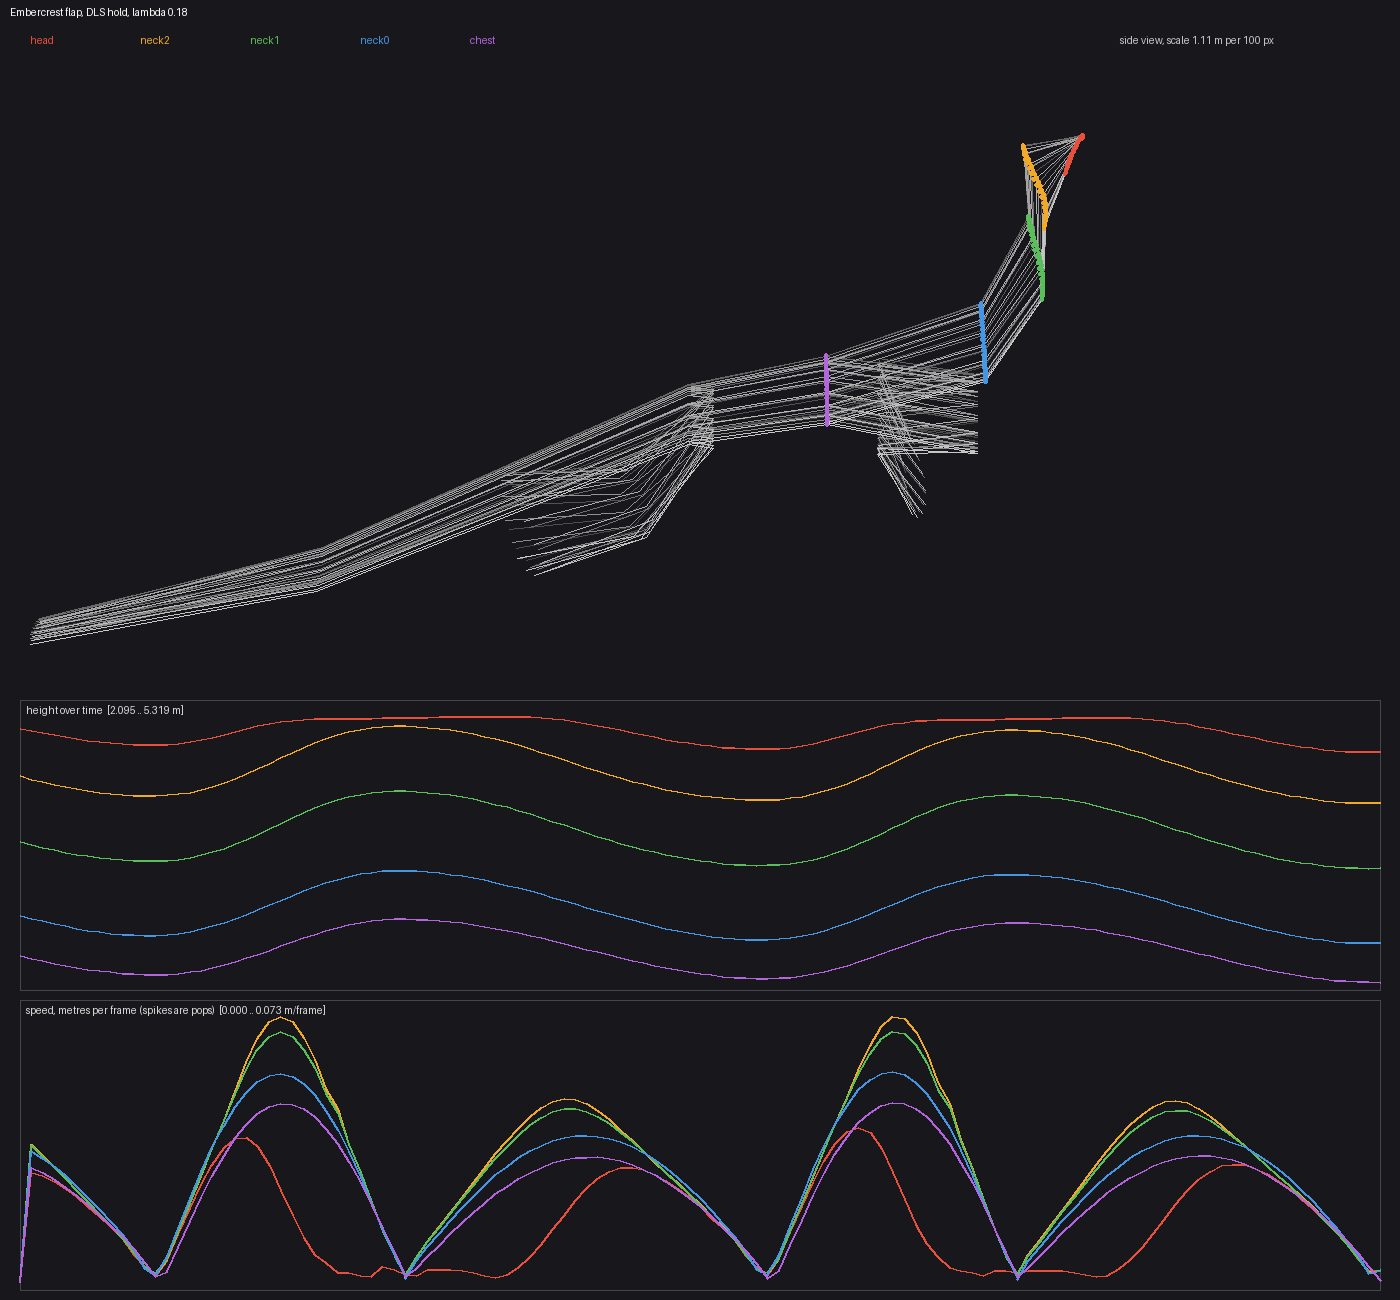 Embercrest flap, DLS hold, lambda 0.18
head neck2 neck1 neck0 chest side view, scale 1.11 m per 100 px
height over time [2.095 .. 5.319 m]
speed, metres per frame (spikes are pops) [0.000 .. 0.073 m/frame]